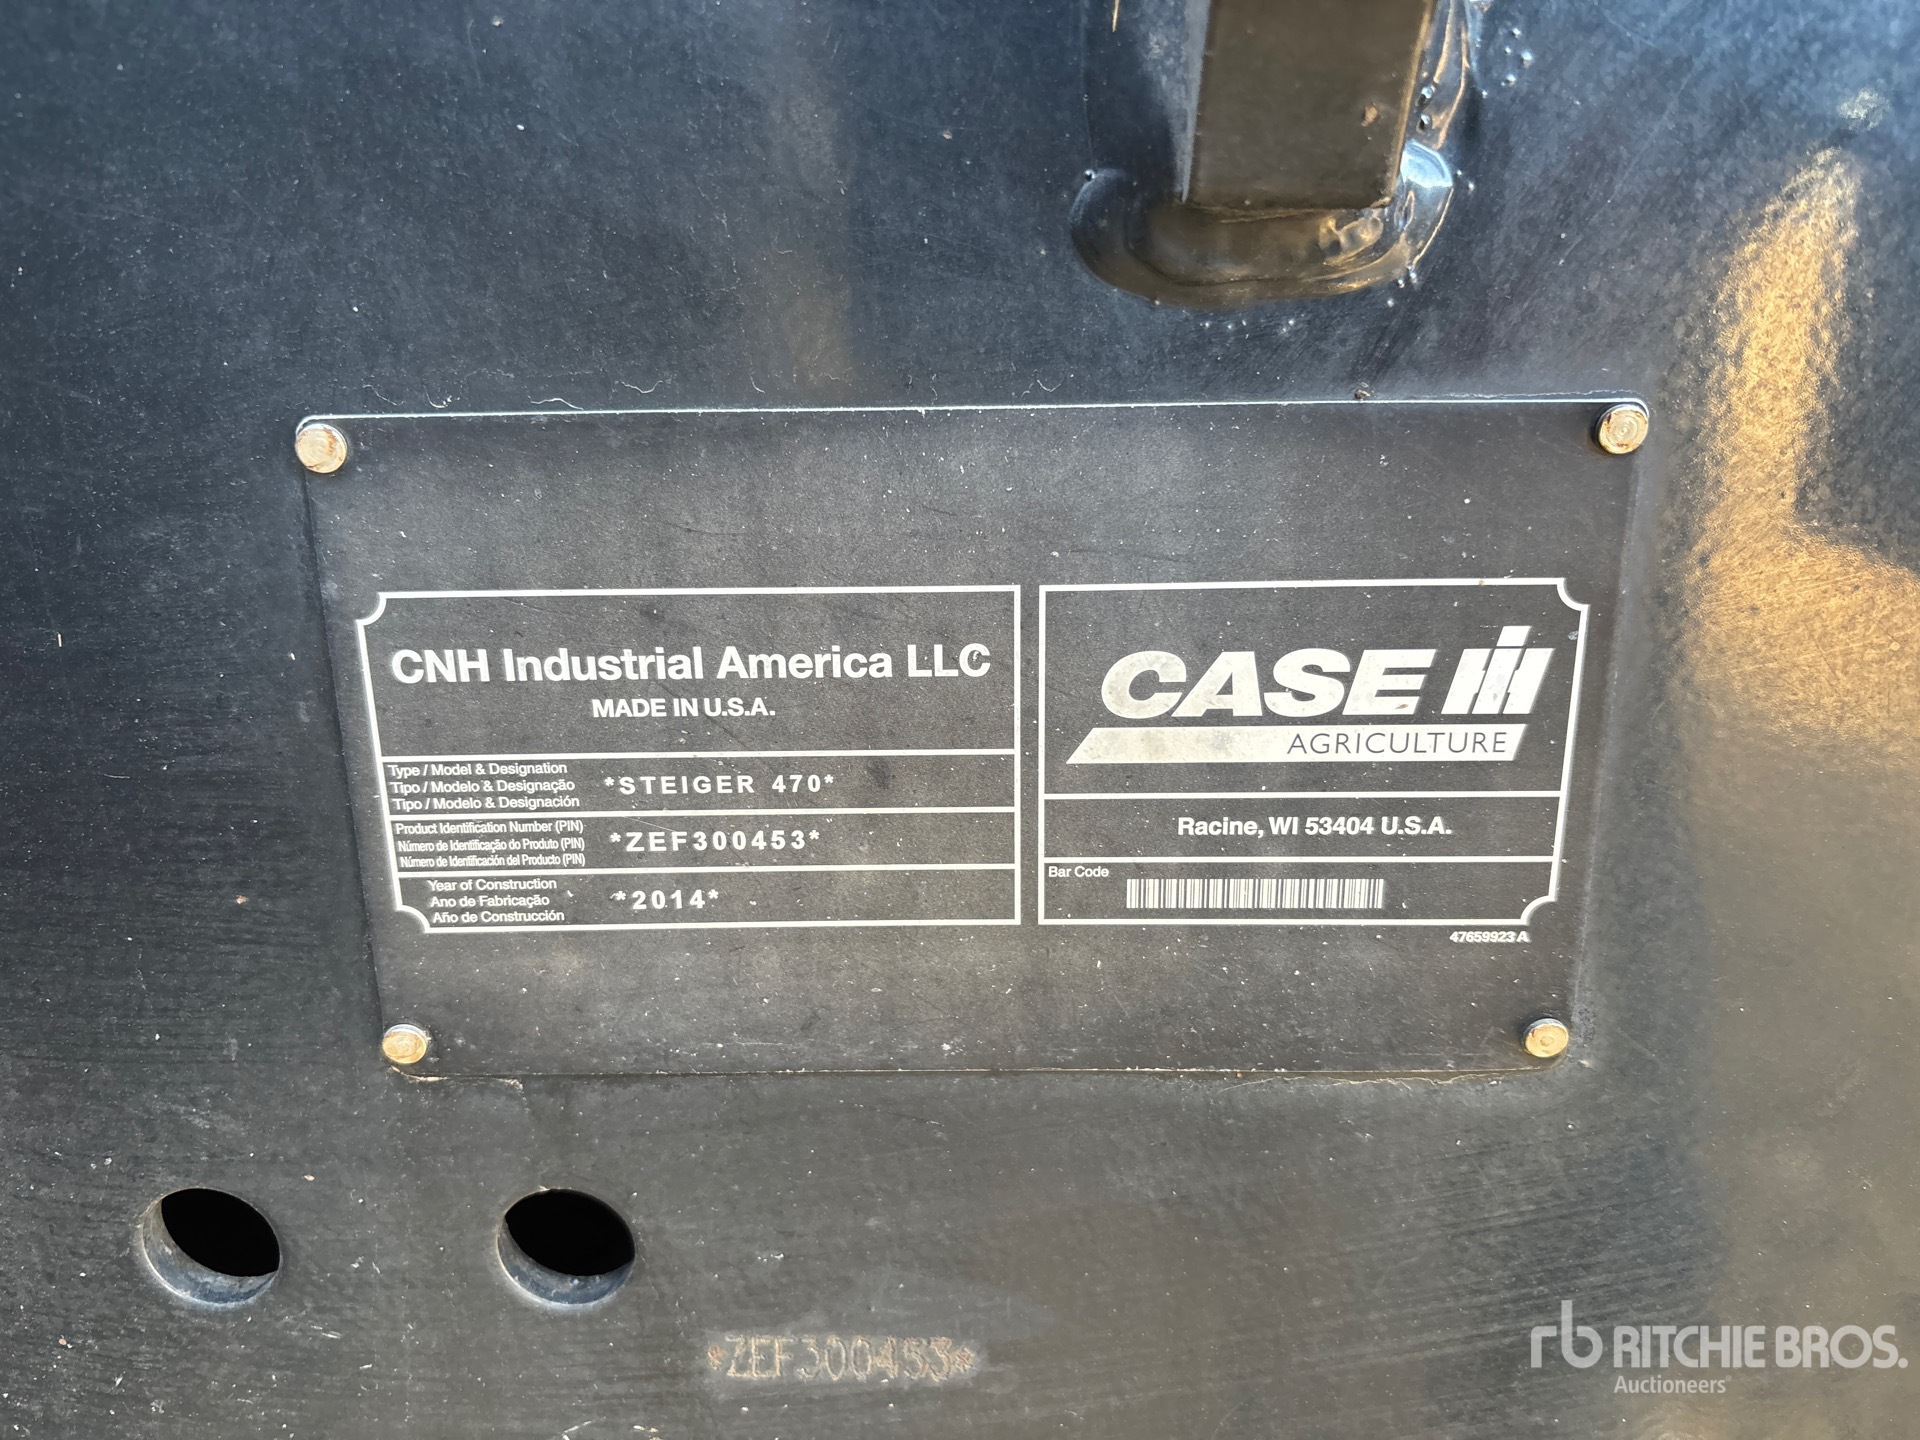 CNH Industrial America LLC
MADE IN U.S.A.
Type / Model & Designation
Tipo / Modelo & Designação
Tipo / Modelo & Designación
*STEIGER 470*
Product Identification Number (PIN)
Número de Identificação do Produto (PIN)
Número de Identificación del Producto (PIN)
*ZEF300453*
Year of Construction
Ano de Fabricação
Año de Construcción
*2014*
CASE IH
AGRICULTURE
Racine, WI 53404 U.S.A.
Bar Code
47659923 A
*ZEF300453*
rb RITCHIE BROS.
Auctioneers